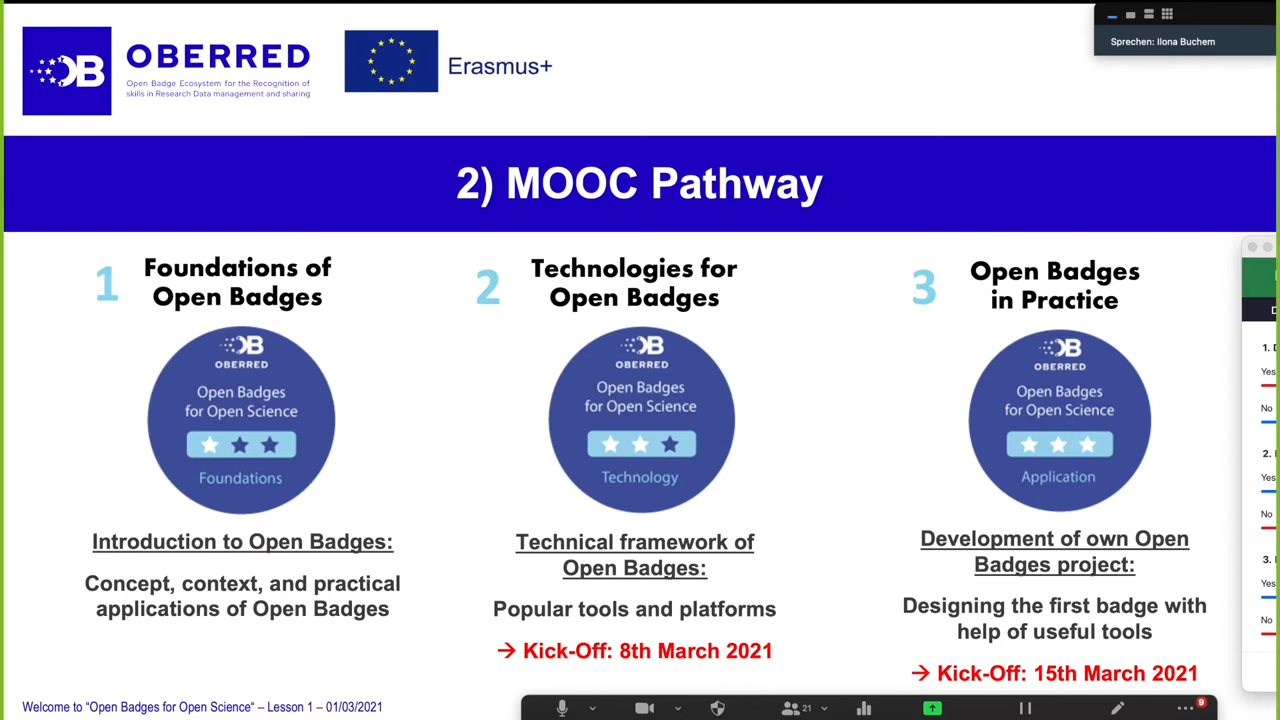 OBERRED
Open Badge Ecosystem for the Recognition of
skills in Research Data management and sharing
Erasmus+
Sprechen: Ilona Buchem
2) MOOC Pathway
1
Foundations of
Open Badges
OBERRED
Open Badges
for Open Science
Foundations
Introduction to Open Badges:
Concept, context, and practical
applications of Open Badges
2
Technologies for
Open Badges
OBERRED
Open Badges
for Open Science
Technology
Technical framework of
Open Badges:
Popular tools and platforms
→ Kick-Off: 8th March 2021
3
Open Badges
in Practice
OBERRED
Open Badges
for Open Science
Application
Development of own Open
Badges project:
Designing the first badge with
help of useful tools
→ Kick-Off: 15th March 2021
1.
Yes
No
2.
Yes
No
3.
Yes
No
Welcome to “Open Badges for Open Science“ – Lesson 1 – 01/03/2021
21
9